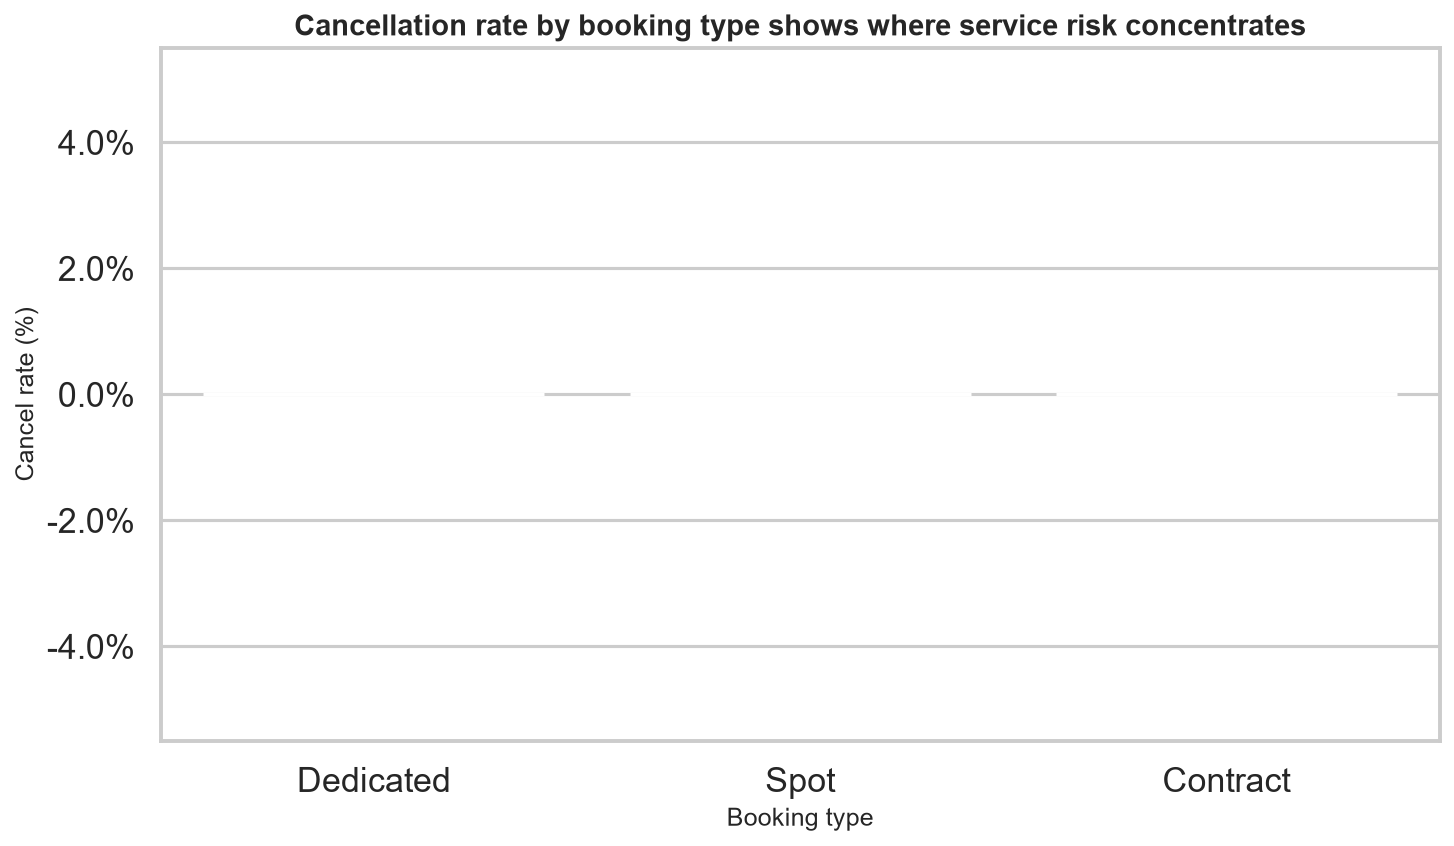 Cancellation rate by booking type shows where service risk concentrates
4.0%
2.0%
0.0%
-2.0%
-4.0%
Cancel rate (%)
Dedicated
Spot
Contract
Booking type